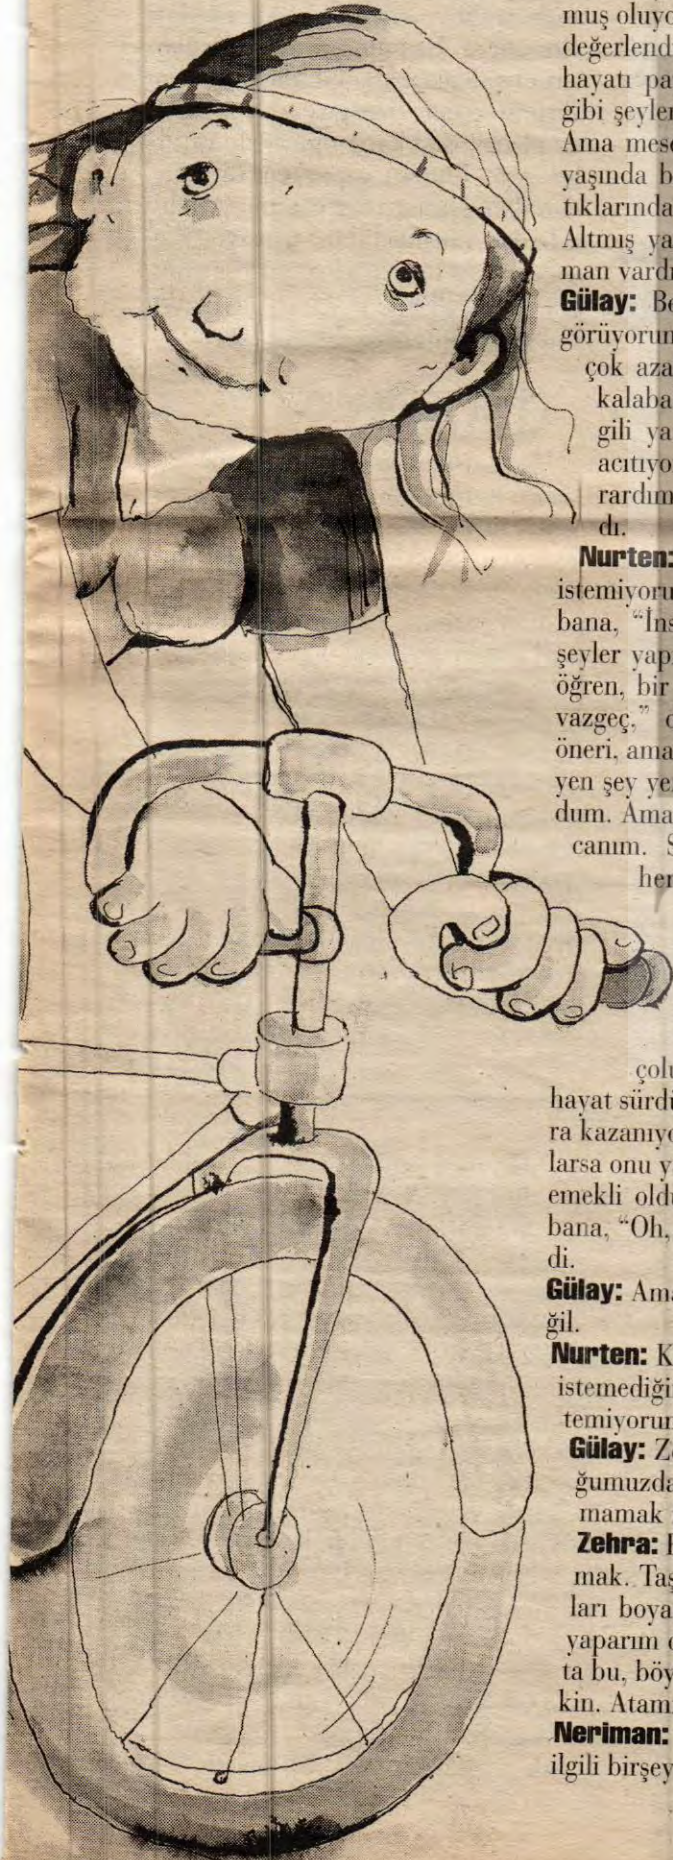 muş oluyo
değerlend
hayatı pa
gibi şeyler
Ama mese
yaşında b
tıklarında
Altmış ya
man vardı
Gülay: Be
görüyorum
çok aza
kalaba
gili ya
acıtıyo
rardım
dı.
Nurten:
istemiyoru
bana, “İns
şeyler yap
öğren, bir
vazgeç,” d
öneri, ama
yen şey ye
dum. Ama
canım. S
her
çolu
hayat sürdü
ra kazanıyo
larsa onu y
emekli oldu
bana, “Oh,
di.
Gülay: Ama
ğil.
Nurten: K
istemediği
temiyorum
Gülay: Ze
ğumuzda
mamak
Zehra: 
mak. Taş
ları boya
yaparım d
ta bu, böy
kin. Atam
Neriman:
ilgili birşey